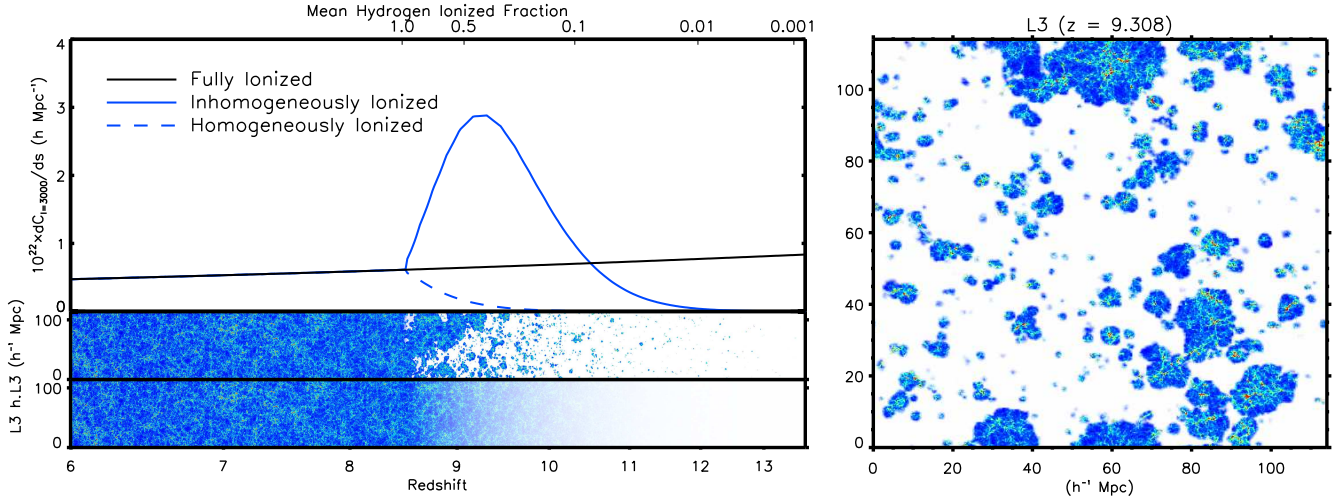 Mean Hydrogen Ionized Fraction
1.0 0.5 0.1 0.01 0.001
10²²×dC_l=3000/ds (h Mpc⁻¹)
4
3
2
1
0
Fully Ionized
Inhomogeneously Ionized
Homogeneously Ionized
L3 h.L3 (h⁻¹ Mpc)
100
0
100
0
6 7 8 9 10 11 12 13
Redshift
L3 (z = 9.308)
100
80
60
40
20
0
0 20 40 60 80 100
(h⁻¹ Mpc)